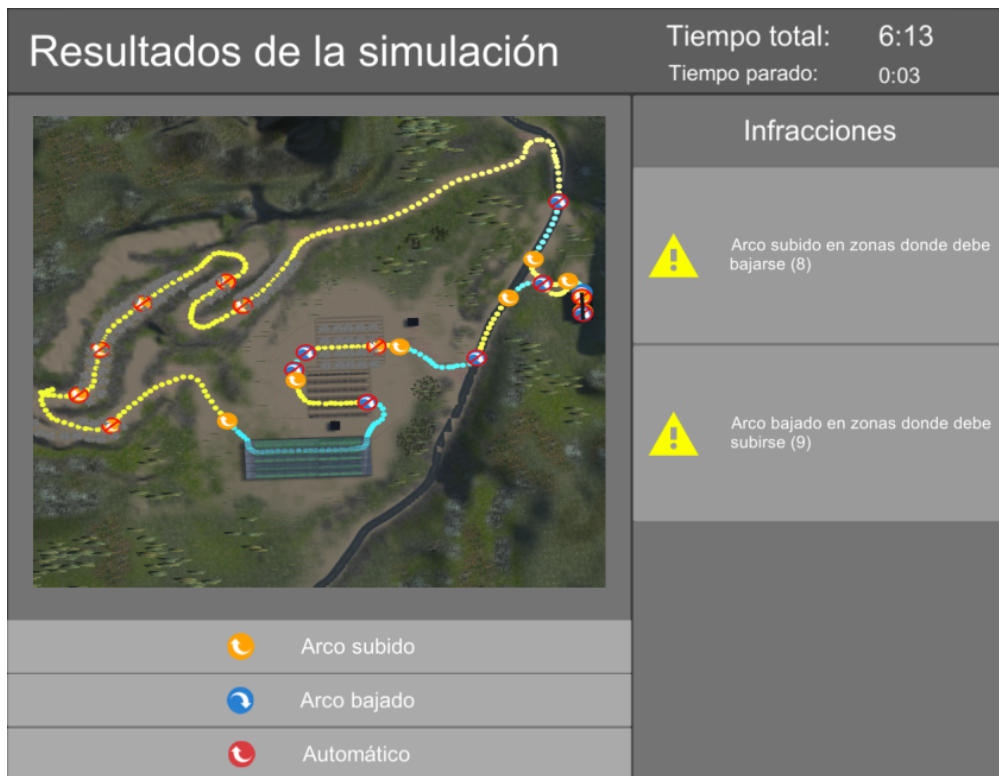 Resultados de la simulación
Tiempo total: 6:13
Tiempo parado: 0:03
Infracciones
Arco subido en zonas donde debe
bajarse (8)
Arco bajado en zonas donde debe
subirse (9)
Arco subido
Arco bajado
Automático